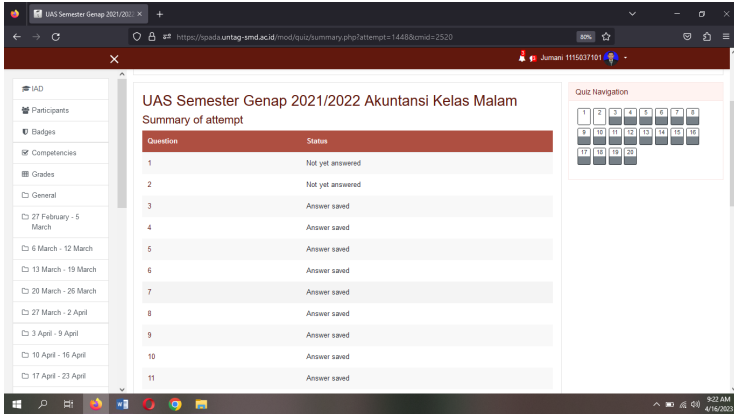 UAS Semester Genap 2021/202
https://spada.untag-smd.ac.id/mod/quiz/summary.php?attempt=1448&cmid=2520
80%
Jumani 1115037101
IAD
Participants
Badges
Competencies
Grades
General
27 February - 5
March
6 March - 12 March
13 March - 19 March
20 March - 26 March
27 March - 2 April
3 April - 9 April
10 April - 16 April
17 April - 23 April
UAS Semester Genap 2021/2022 Akuntansi Kelas Malam
Summary of attempt
Question Status
1 Not yet answered
2 Not yet answered
3 Answer saved
4 Answer saved
5 Answer saved
6 Answer saved
7 Answer saved
8 Answer saved
9 Answer saved
10 Answer saved
11 Answer saved
Quiz Navigation
1 2 3 4 5 6 7 8
9 10 11 12 13 14 15 16
17 18 19 20
9:22 AM
4/16/2023